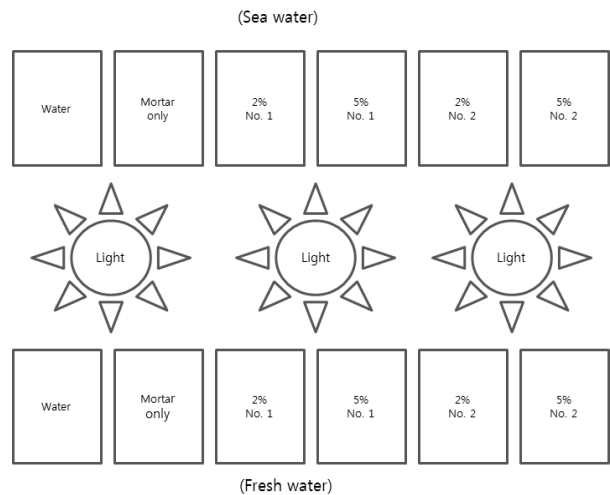 (Sea water)
Water
Mortar
only
2%
No. 1
5%
No. 1
2%
No. 2
5%
No. 2
Light
Light
Light
Water
Mortar
only
2%
No. 1
5%
No. 1
2%
No. 2
5%
No. 2
(Fresh water)